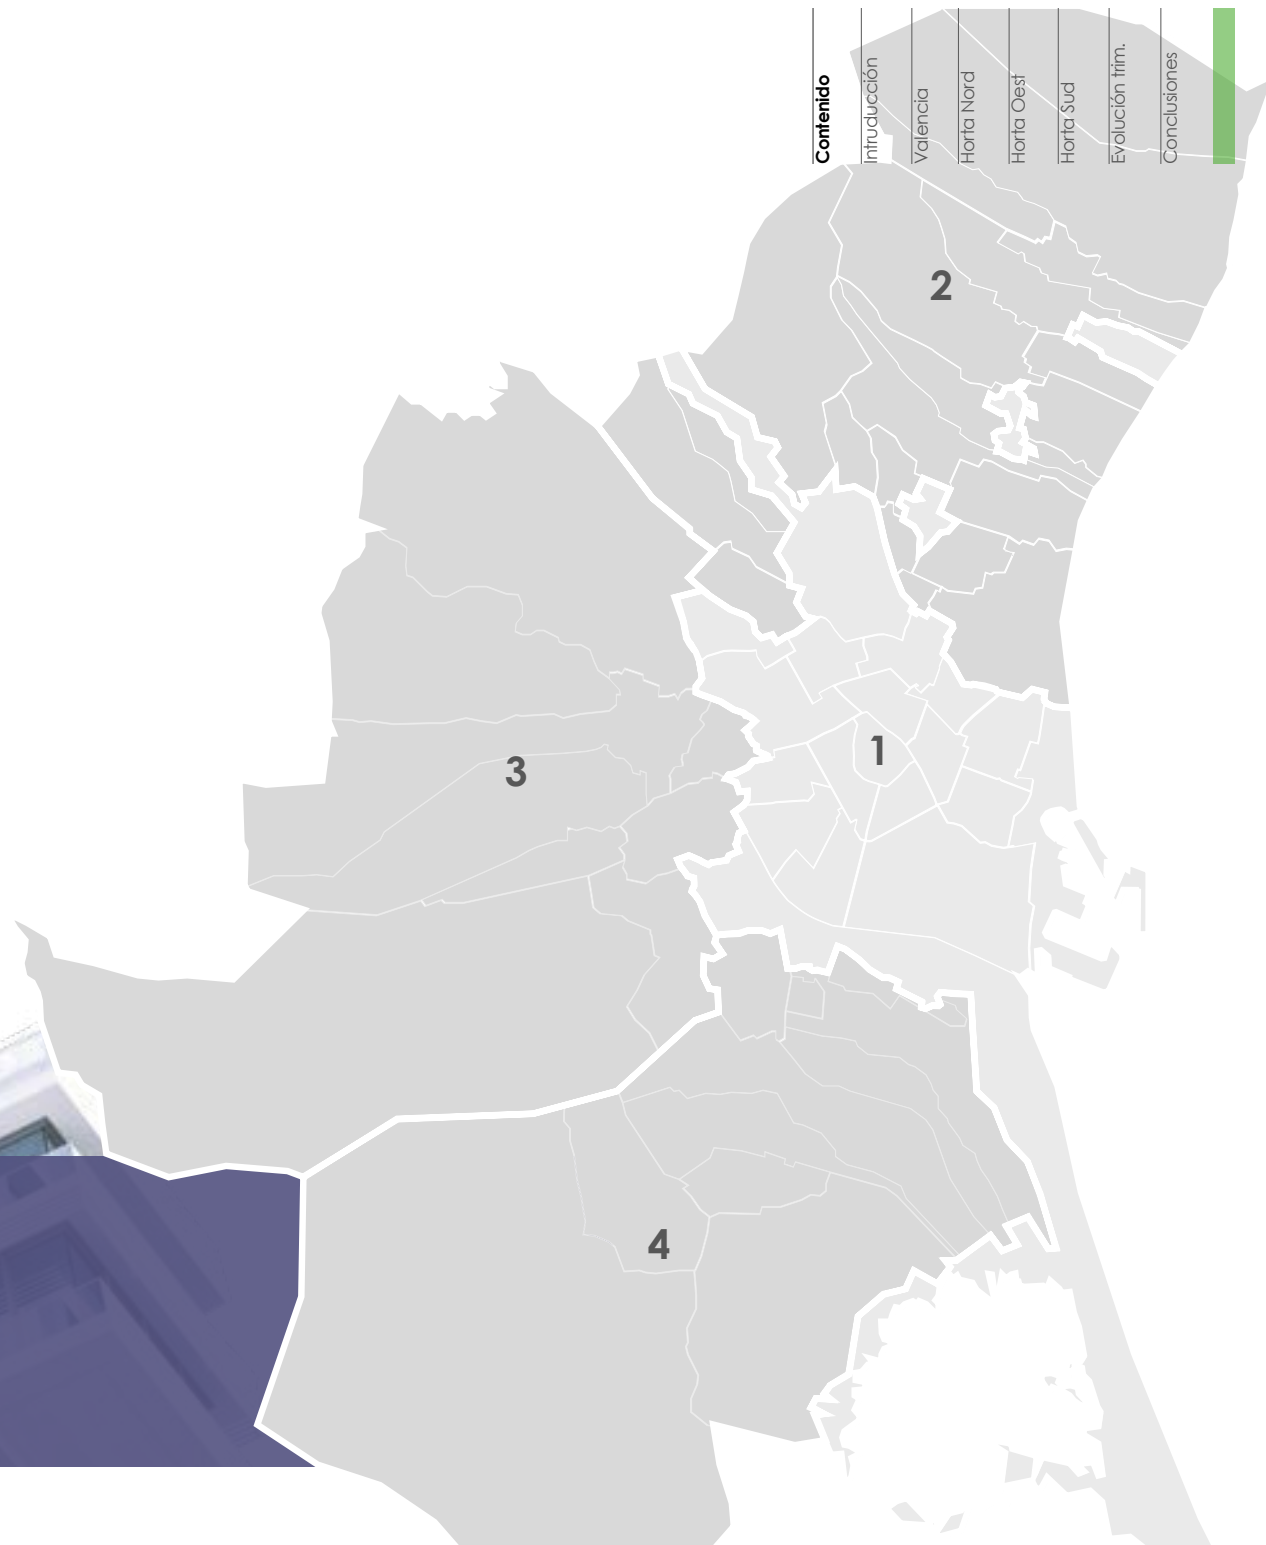 Contenido
Intruducción
Valencia
Horta Nord
Horta Oest
Horta Sud
Evolución trim.
Conclusiones
2
1
3
4